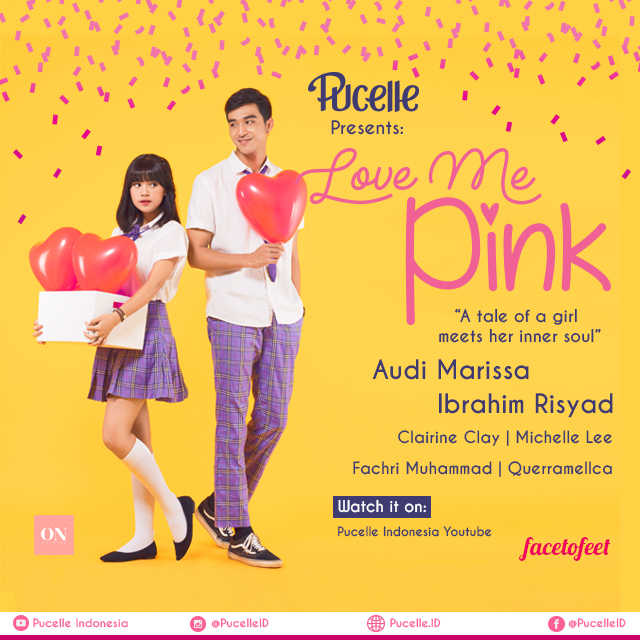 Pucelle
Presents:
Love Me
Pink
“A tale of a girl
meets her inner soul”
Audi Marissa
Ibrahim Risyad
Clairine Clay | Michelle Lee
Fachri Muhammad | Querramellca
Watch it on:
Pucelle Indonesia Youtube
ON
facetofeet
Pucelle Indonesia
@PucelleID
Pucelle.ID
@PucelleID